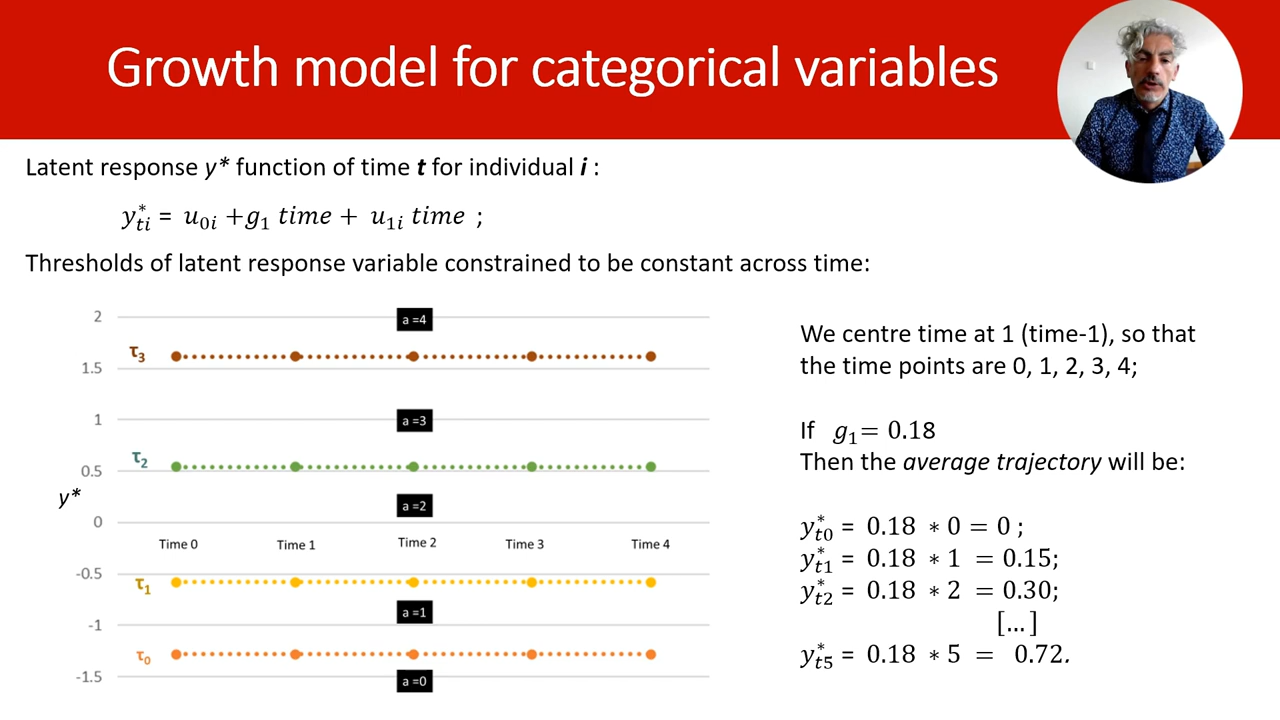 Growth model for categorical variables
Latent response y* function of time t for individual i :
y*ti = u0i +g1 time + u1i time ;
Thresholds of latent response variable constrained to be constant across time:
2
a =4
τ3
1.5
1
a =3
τ2
0.5
y*
a =2
0
Time 0 Time 1 Time 2 Time 3 Time 4
-0.5
τ1
a =1
-1
τ0
-1.5
a =0
We centre time at 1 (time-1), so that
the time points are 0, 1, 2, 3, 4;
If g1= 0.18
Then the average trajectory will be:
y*t0 = 0.18 * 0 = 0 ;
y*t1 = 0.18 * 1 = 0.15;
y*t2 = 0.18 * 2 = 0.30;
[…]
y*t5 = 0.18 * 5 = 0.72.